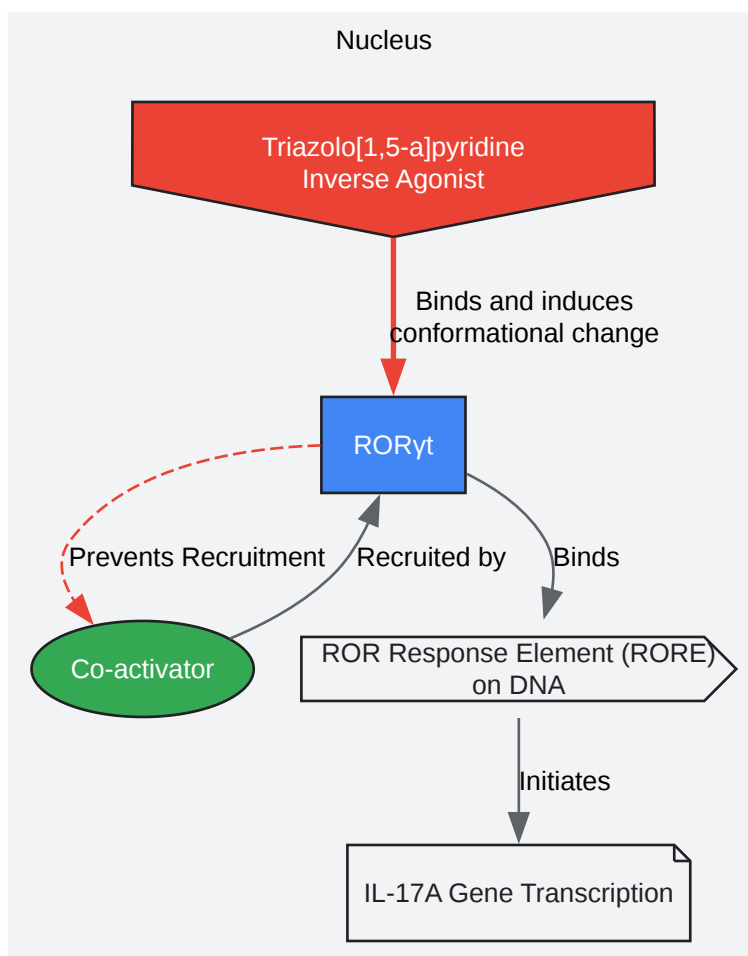 Nucleus
Triazolo[1,5-a]pyridine
Inverse Agonist
Binds and induces
conformational change
RORγt
Prevents Recruitment
Recruited by
Binds
Co-activator
ROR Response Element (RORE)
on DNA
Initiates
IL-17A Gene Transcription